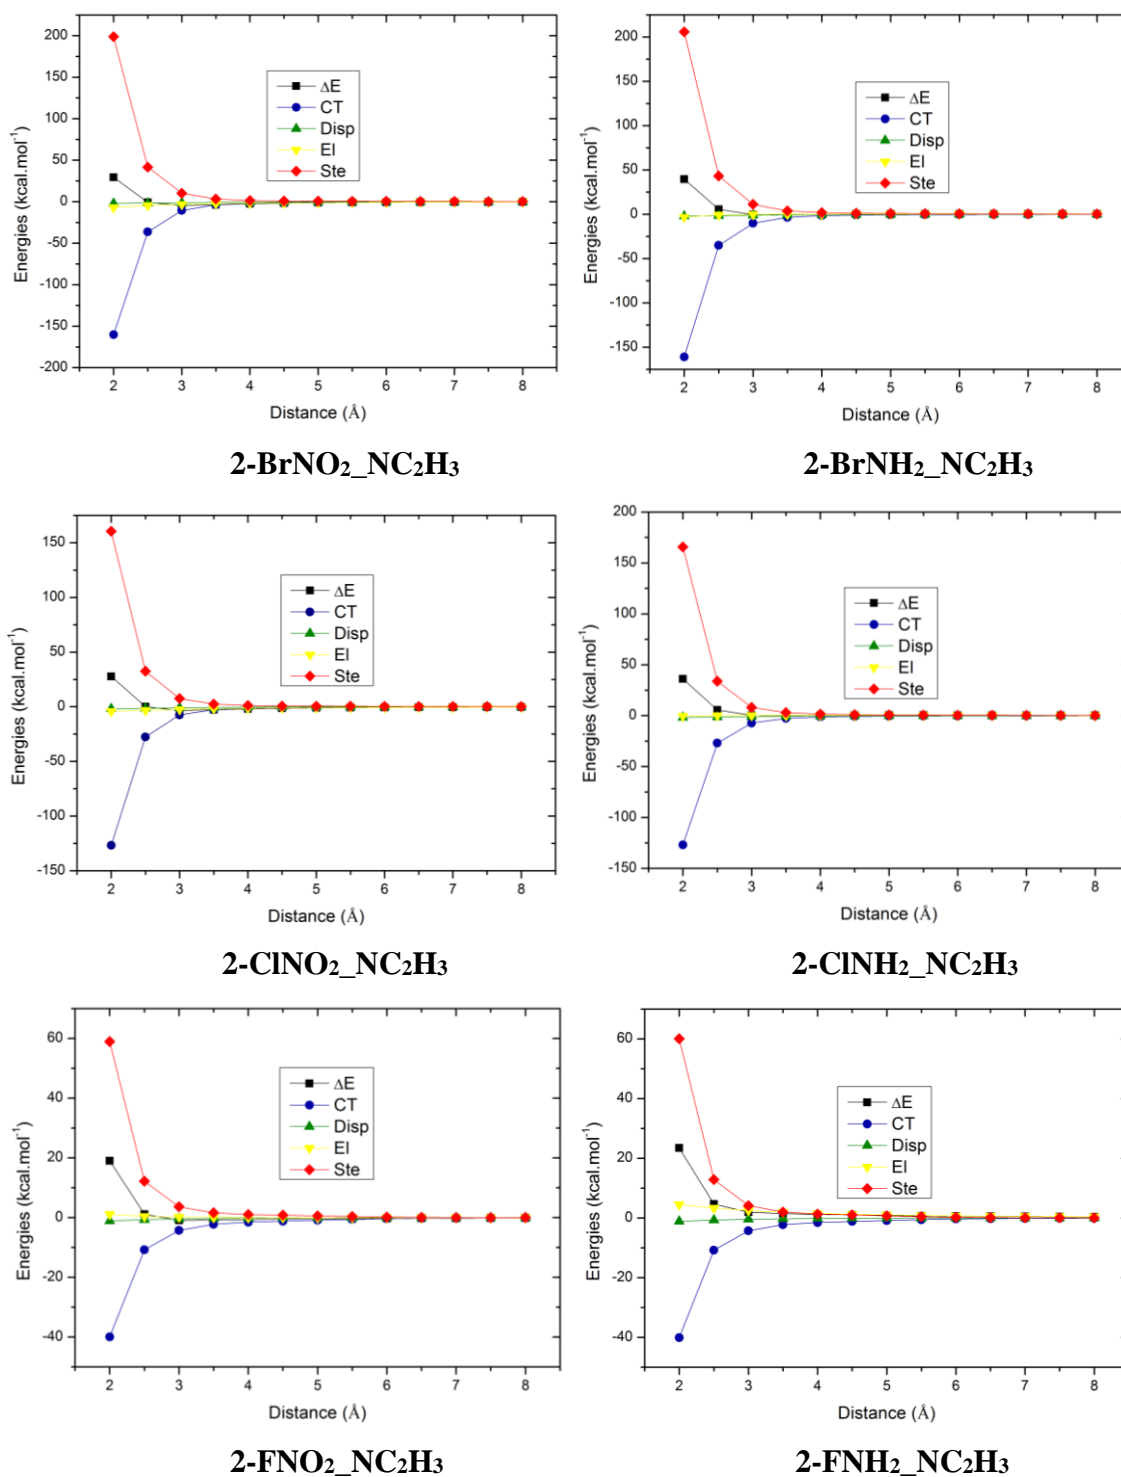 200
150
100
50
0
-50
-100
-150
-200
Energies (kcal.mol⁻¹)
ΔE
CT
Disp
El
Ste
2 3 4 5 6 7 8
Distance (Å)
2-BrNO₂_NC₂H₃
200
150
100
50
0
-50
-100
-150
Energies (kcal.mol⁻¹)
ΔE
CT
Disp
El
Ste
2 3 4 5 6 7 8
Distance (Å)
2-BrNH₂_NC₂H₃
150
100
50
0
-50
-100
-150
Energies (kcal.mol⁻¹)
ΔE
CT
Disp
El
Ste
2 3 4 5 6 7 8
Distance (Å)
2-ClNO₂_NC₂H₃
200
150
100
50
0
-50
-100
-150
Energies (kcal.mol⁻¹)
ΔE
CT
Disp
El
Ste
2 3 4 5 6 7 8
Distance (Å)
2-ClNH₂_NC₂H₃
60
40
20
0
-20
-40
Energies (kcal.mol⁻¹)
ΔE
CT
Disp
El
Ste
2 3 4 5 6 7 8
Distance (Å)
2-FNO₂_NC₂H₃
60
40
20
0
-20
-40
Energies (kcal.mol⁻¹)
ΔE
CT
Disp
El
Ste
2 3 4 5 6 7 8
Distance (Å)
2-FNH₂_NC₂H₃